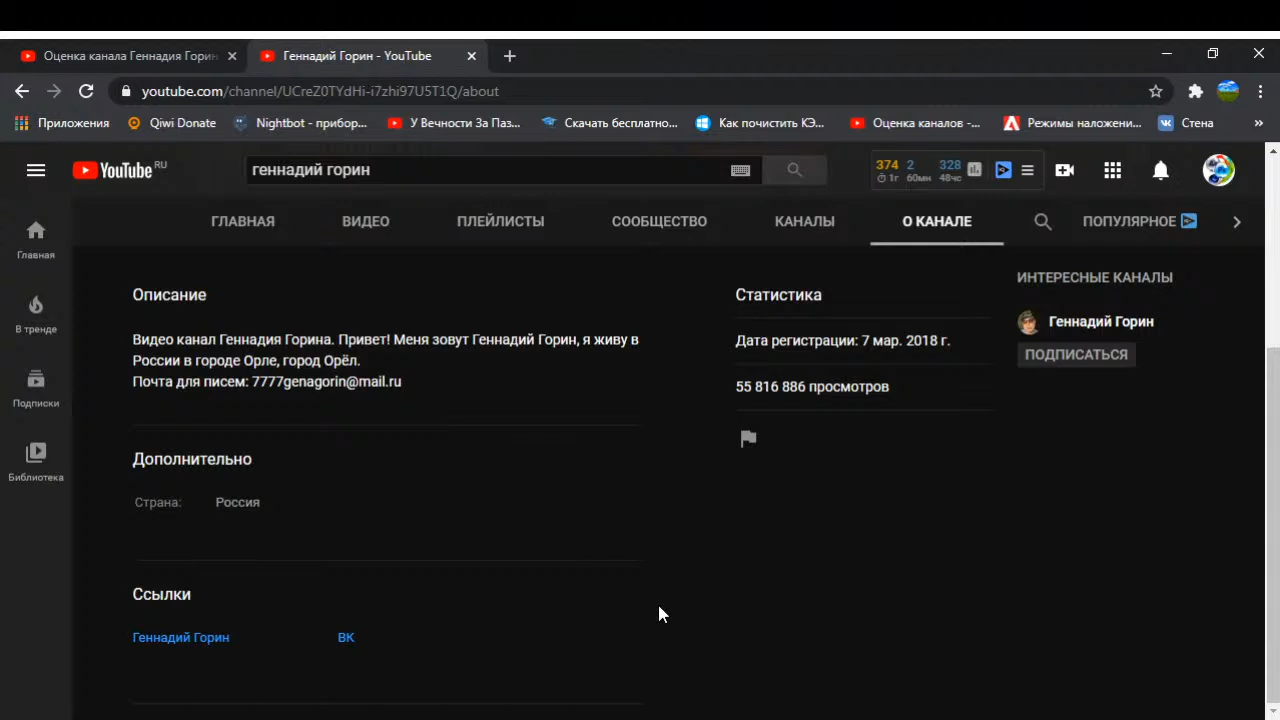 Оценка канала Геннадия Горин
Геннадий Горин - YouTube
youtube.com/channel/UCreZ0TYdHi-i7zhi97U5T1Q/about
Приложения
Qiwi Donate
Nightbot - прибор...
У Вечности За Паз...
Скачать бесплатно...
Как почистить КЭ...
Оценка каналов -...
Режимы наложени...
Стена
»
YouTube RU
геннадий горин
374 2 328
1г 60мн 48чс
ГЛАВНАЯ
ВИДЕО
ПЛЕЙЛИСТЫ
СООБЩЕСТВО
КАНАЛЫ
О КАНАЛЕ
ПОПУЛЯРНОЕ
Главная
В тренде
Подписки
Библиотека
Описание
Видео канал Геннадия Горина. Привет! Меня зовут Геннадий Горин, я живу в
России в городе Орле, город Орёл.
Почта для писем: 7777genagorin@mail.ru
Дополнительно
Страна: Россия
Ссылки
Геннадий Горин
ВК
Статистика
Дата регистрации: 7 мар. 2018 г.
55 816 886 просмотров
ИНТЕРЕСНЫЕ КАНАЛЫ
Геннадий Горин
ПОДПИСАТЬСЯ